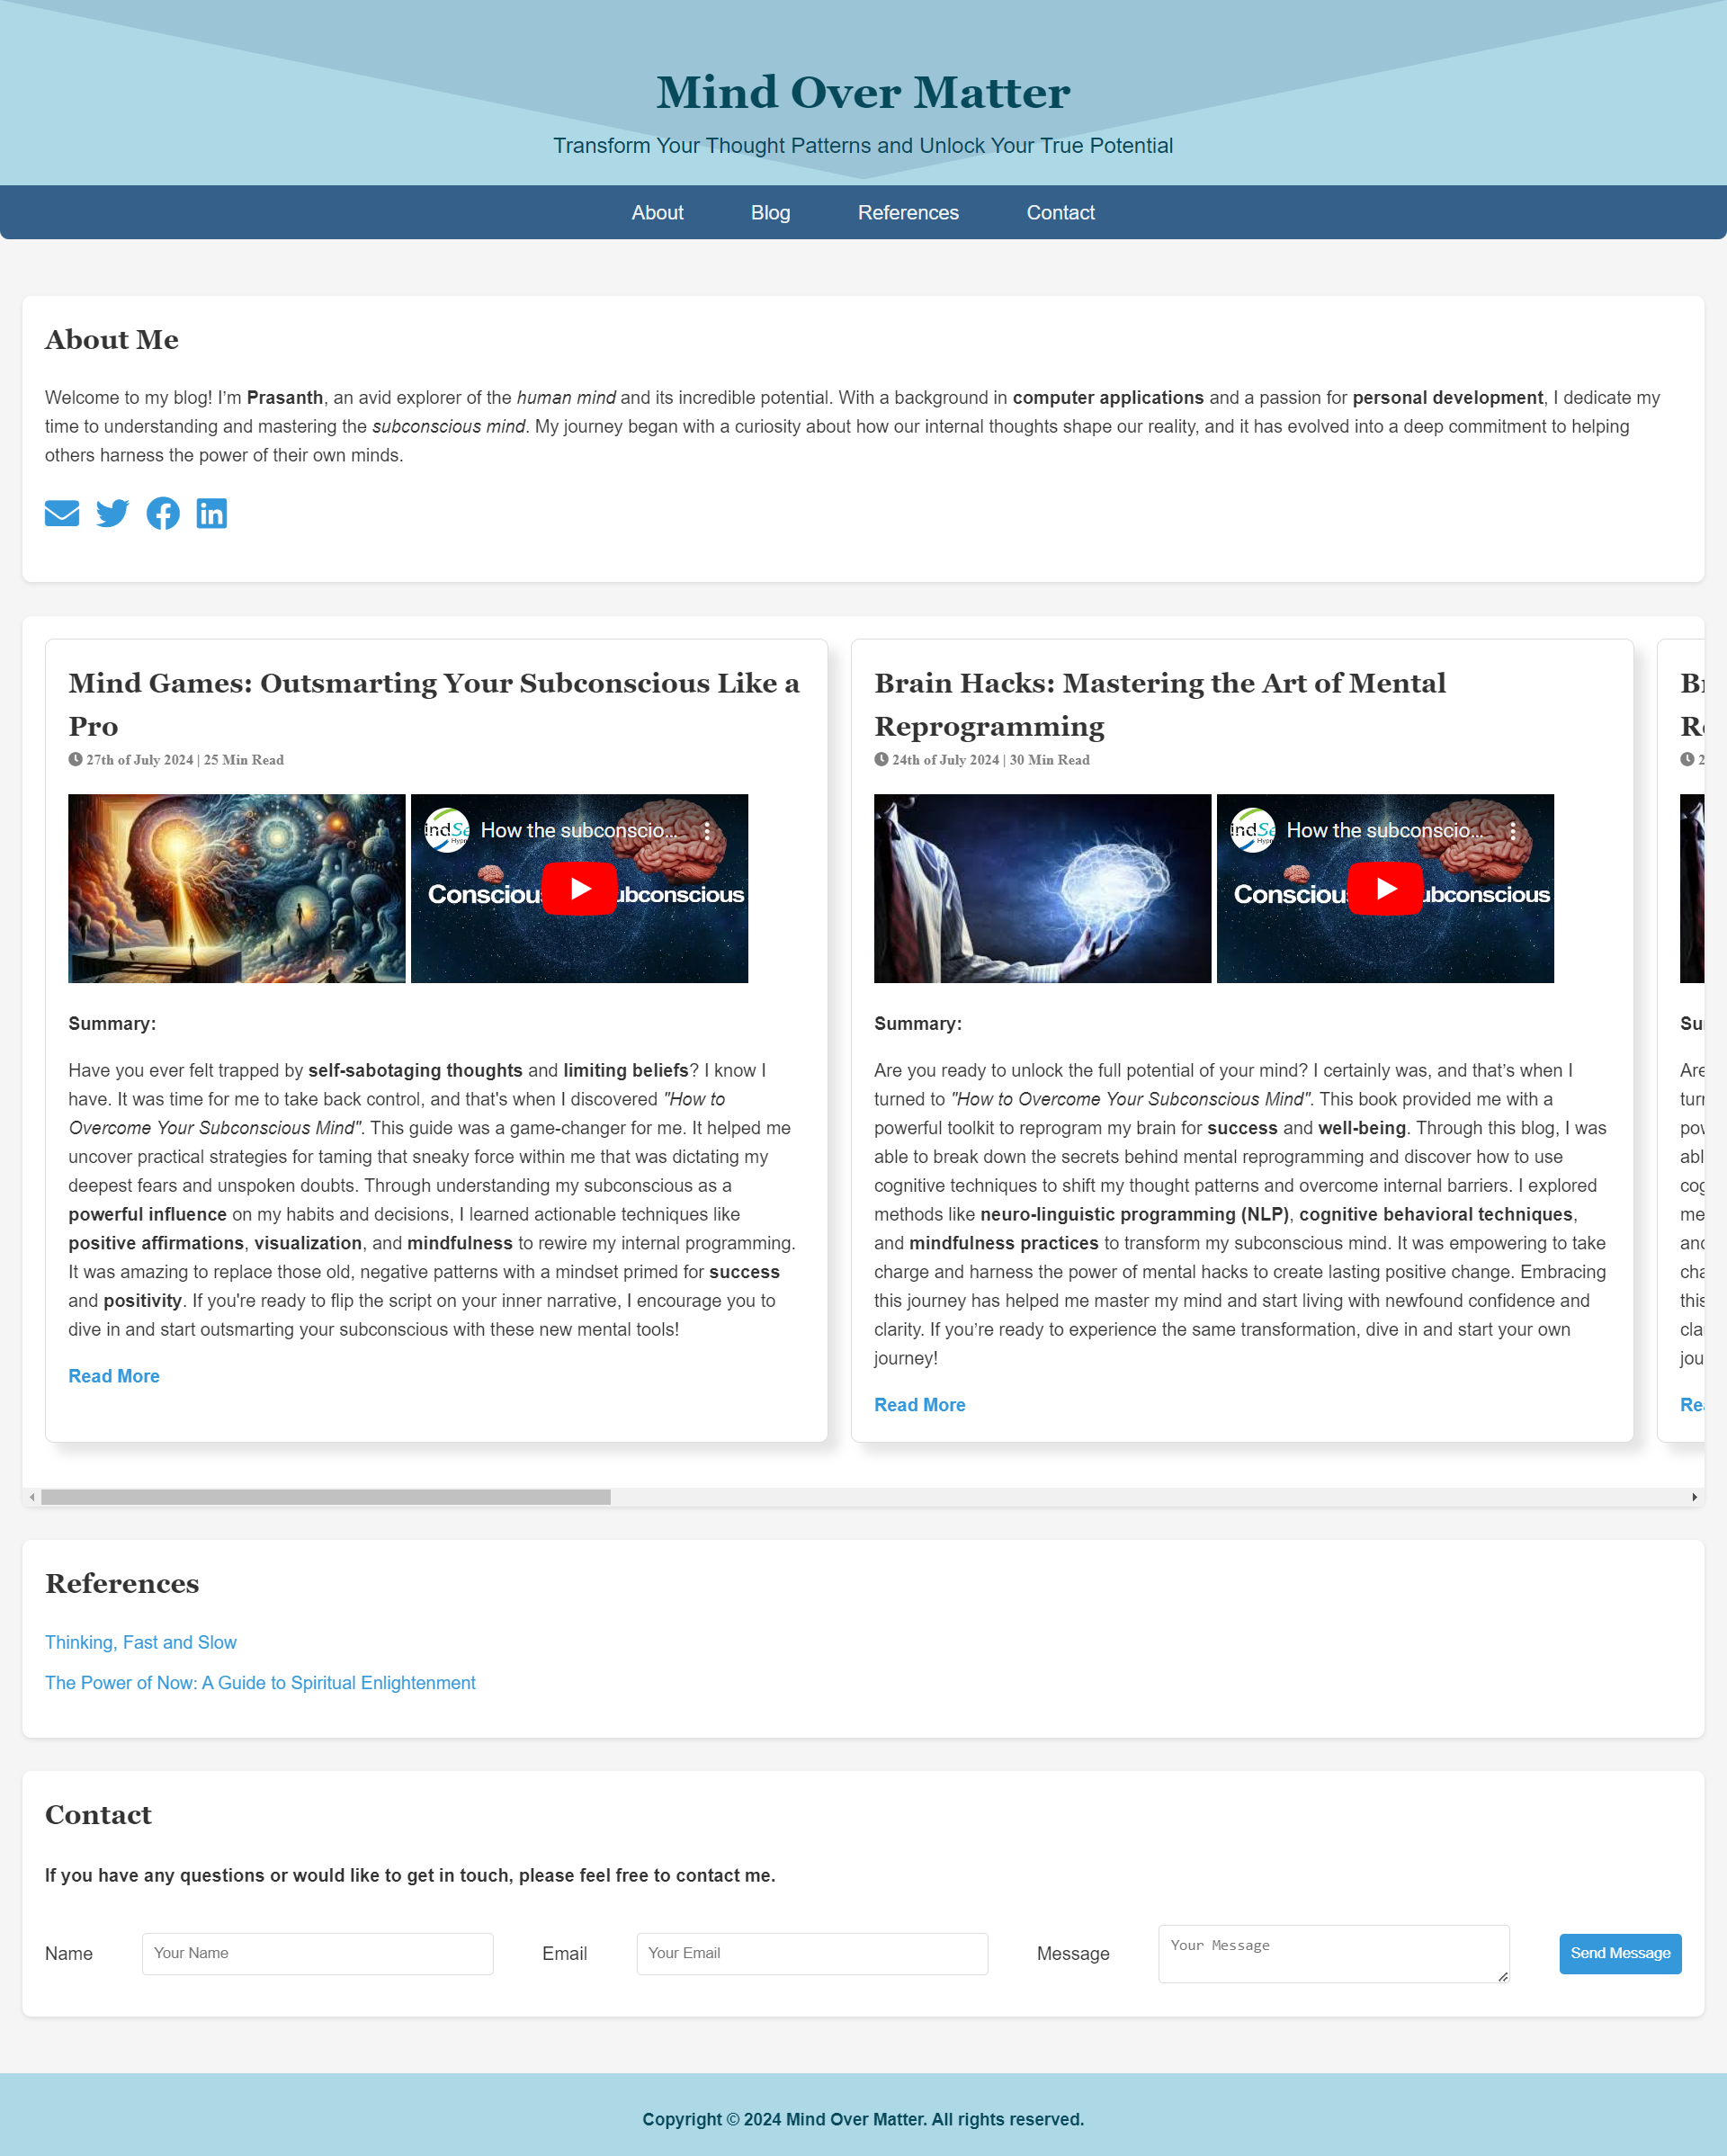 Mind Over Matter
Transform Your Thought Patterns and Unlock Your True Potential
About Blog References Contact
About Me
Welcome to my blog! I’m Prasanth, an avid explorer of the human mind and its incredible potential. With a background in computer applications and a passion for personal development, I dedicate my
time to understanding and mastering the subconscious mind. My journey began with a curiosity about how our internal thoughts shape our reality, and it has evolved into a deep commitment to helping
others harness the power of their own minds.
Mind Games: Outsmarting Your Subconscious Like a
Pro
27th of July 2024 | 25 Min Read
How the subconscio...
Conscious
ubconscious
Summary:
Have you ever felt trapped by self-sabotaging thoughts and limiting beliefs? I know I
have. It was time for me to take back control, and that's when I discovered "How to
Overcome Your Subconscious Mind". This guide was a game-changer for me. It helped me
uncover practical strategies for taming that sneaky force within me that was dictating my
deepest fears and unspoken doubts. Through understanding my subconscious as a
powerful influence on my habits and decisions, I learned actionable techniques like
positive affirmations, visualization, and mindfulness to rewire my internal programming.
It was amazing to replace those old, negative patterns with a mindset primed for success
and positivity. If you're ready to flip the script on your inner narrative, I encourage you to
dive in and start outsmarting your subconscious with these new mental tools!
Read More
Brain Hacks: Mastering the Art of Mental
Reprogramming
24th of July 2024 | 30 Min Read
How the subconscio...
Conscious
ubconscious
Summary:
Are you ready to unlock the full potential of your mind? I certainly was, and that’s when I
turned to "How to Overcome Your Subconscious Mind". This book provided me with a
powerful toolkit to reprogram my brain for success and well-being. Through this blog, I was
able to break down the secrets behind mental reprogramming and discover how to use
cognitive techniques to shift my thought patterns and overcome internal barriers. I explored
methods like neuro-linguistic programming (NLP), cognitive behavioral techniques,
and mindfulness practices to transform my subconscious mind. It was empowering to take
charge and harness the power of mental hacks to create lasting positive change. Embracing
this journey has helped me master my mind and start living with newfound confidence and
clarity. If you’re ready to experience the same transformation, dive in and start your own
journey!
Read More
References
Thinking, Fast and Slow
The Power of Now: A Guide to Spiritual Enlightenment
Contact
If you have any questions or would like to get in touch, please feel free to contact me.
Name Your Name Email Your Email Message Your Message Send Message
Copyright © 2024 Mind Over Matter. All rights reserved.